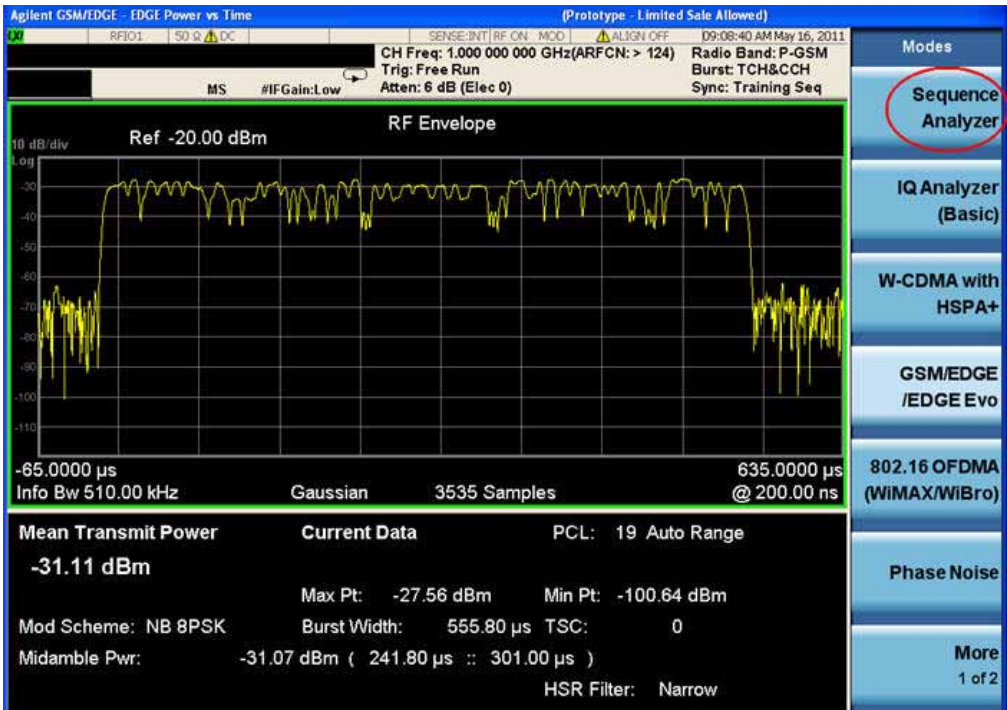 Agilent GSM/EDGE - EDGE Power vs Time (Prototype - Limited Sale Allowed)
LXI RFIO1 50 Ω DC SENSE:INT RF ON MOD ALIGN OFF 09:08:40 AM May 16, 2011
CH Freq: 1.000 000 000 GHz(ARFCN: > 124) Radio Band: P-GSM
Trig: Free Run Burst: TCH&CCH
MS #IFGain:Low Atten: 6 dB (Elec 0) Sync: Training Seq
RF Envelope
10 dB/div Ref -20.00 dBm
Log
-30
-40
-50
-60
-70
-80
-90
-100
-110
-65.0000 µs 635.0000 µs
Info Bw 510.00 kHz Gaussian 3535 Samples @ 200.00 ns
Mean Transmit Power Current Data PCL: 19 Auto Range
-31.11 dBm
Max Pt: -27.56 dBm Min Pt: -100.64 dBm
Mod Scheme: NB 8PSK Burst Width: 555.80 µs TSC: 0
Midamble Pwr: -31.07 dBm ( 241.80 µs :: 301.00 µs )
HSR Filter: Narrow
Modes
Sequence
Analyzer
IQ Analyzer
(Basic)
W-CDMA with
HSPA+
GSM/EDGE
/EDGE Evo
802.16 OFDMA
(WiMAX/WiBro)
Phase Noise
More
1 of 2